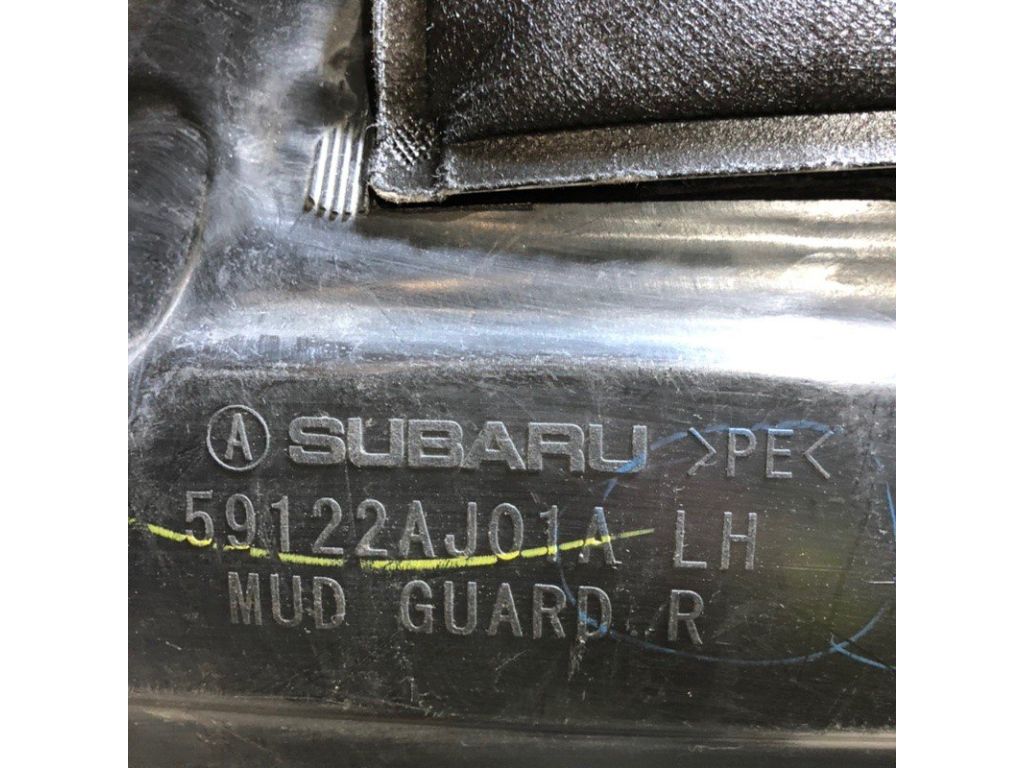 Ⓐ SUBARU >PE<
59122AJ01A LH
MUD GUARD R